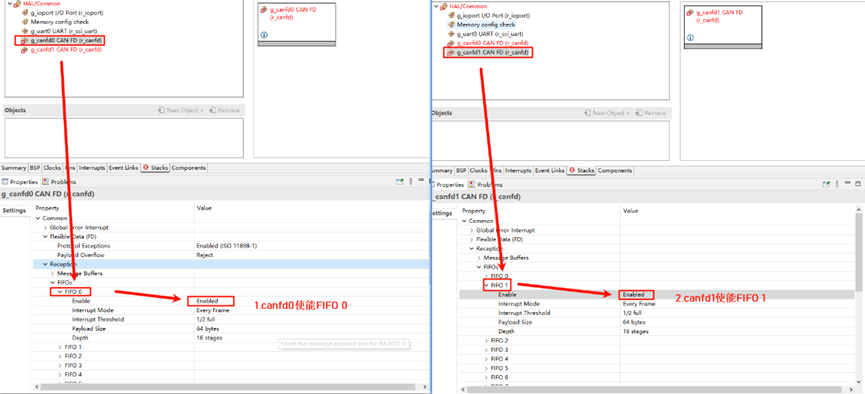 HAL/Common
g_ioport I/O Port (r_ioport)
Memory config check
g_uart0 UART (r_sci_uart)
g_canfd0 CAN FD (r_canfd)
g_canfd1 CAN FD (r_canfd)
g_canfd0 CAN FD
(r_canfd)
Objects
New Object
Remove
Summary BSP Clocks Pins Interrupts Event Links Stacks Components
Properties Problems
g_canfd0 CAN FD (r_canfd)
Settings
Property Value
Common
Global Error Interrupt
Flexible Data (FD)
Protocol Exceptions Enabled (ISO 11898-1)
Payload Overflow Reject
Reception
Message Buffers
FIFOs
FIFO 0
Enable Enabled
Interrupt Mode Every Frame
Interrupt Threshold 1/2 full
Payload Size 64 bytes
Depth 16 stages
FIFO 1
FIFO 2
FIFO 3
FIFO 4
1.canfd0使能FIFO 0
Select the message payload size for RX FIFO 0.
HAL/Common
g_ioport I/O Port (r_ioport)
Memory config check
g_uart0 UART (r_sci_uart)
g_canfd0 CAN FD (r_canfd)
g_canfd1 CAN FD (r_canfd)
g_canfd1 CAN FD
(r_canfd)
Objects
New Object
Remove
ummary BSP Clocks Pins Interrupts Event Links Stacks Components
Properties Problems
_canfd1 CAN FD (r_canfd)
ettings
Property Value
Common
Global Error Interrupt
Flexible Data (FD)
Reception
Message Buffers
FIFOs
FIFO 0
FIFO 1
Enable Enabled
Interrupt Mode Every Frame
Interrupt Threshold 1/2 full
Payload Size 64 bytes
Depth 16 stages
FIFO 2
FIFO 3
FIFO 4
FIFO 5
FIFO 6
2.canfd1使能FIFO 1